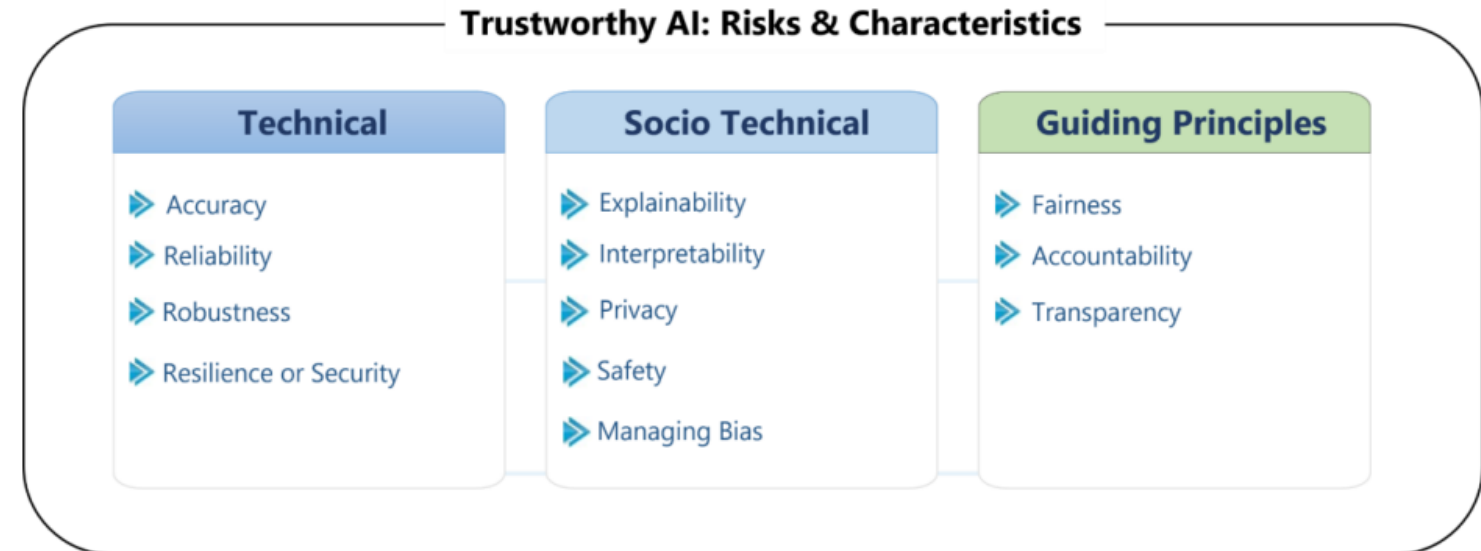 Trustworthy AI: Risks & Characteristics
Technical
Accuracy
Reliability
Robustness
Resilience or Security
Socio Technical
Explainability
Interpretability
Privacy
Safety
Managing Bias
Guiding Principles
Fairness
Accountability
Transparency